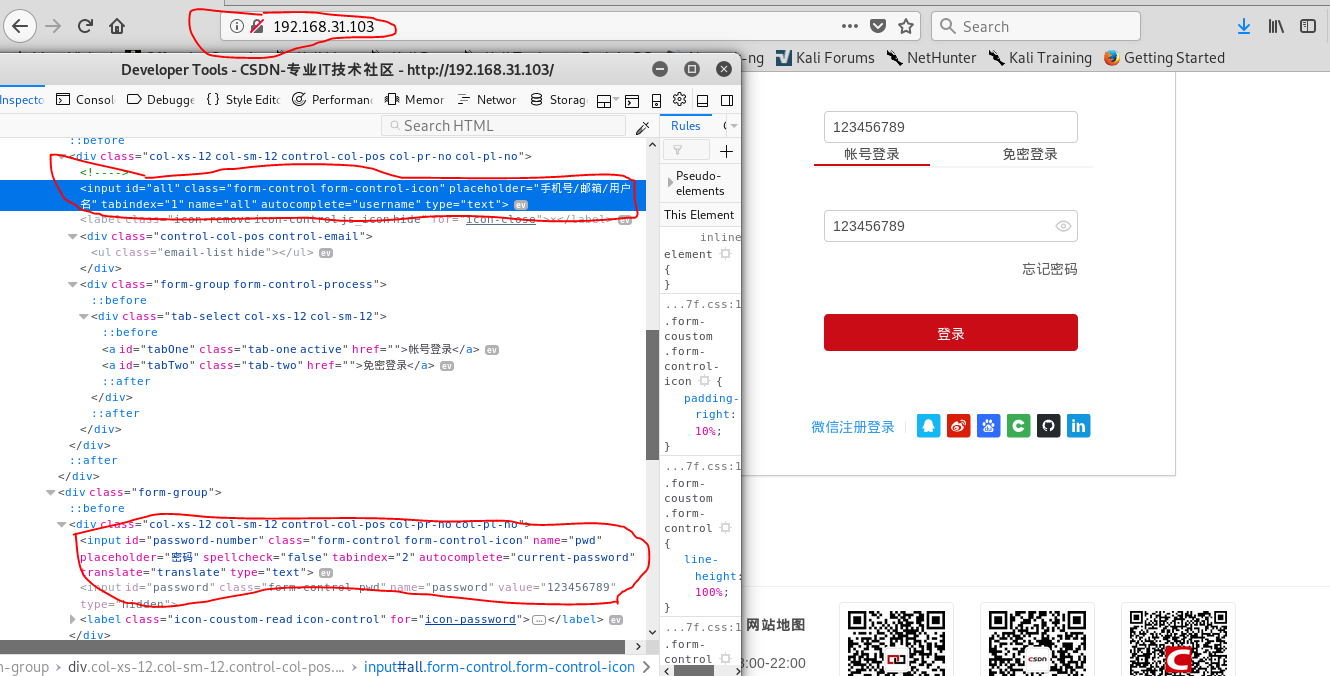 192.168.31.103
Search
-ng
Kali Forums
NetHunter
Kali Training
Getting Started
Developer Tools - CSDN-专业IT技术社区 - http://192.168.31.103/
Inspecto
Consol
Debugge
{ } Style Edito
Performanc
Memor
Networ
Storag
Search HTML
Rules
::before
<div class="col-xs-12 col-sm-12 control-col-pos col-pr-no col-pl-no">
<!---->
<input id="all" class="form-control form-control-icon" placeholder="手机号/邮箱/用户
名" tabindex="1" name="all" autocomplete="username" type="text"> ev
<label class="icon-remove icon-control js_icon hide" for="icon-close">x</label> ev
<div class="control-col-pos control-email">
<ul class="email-list hide"></ul> ev
</div>
<div class="form-group form-control-process">
::before
<div class="tab-select col-xs-12 col-sm-12">
::before
<a id="tabOne" class="tab-one active" href="">帐号登录</a> ev
<a id="tabTwo" class="tab-two" href="">免密登录</a> ev
::after
</div>
::after
</div>
</div>
::after
</div>
<div class="form-group">
::before
<div class="col-xs-12 col-sm-12 control-col-pos col-pr-no col-pl-no">
<input id="password-number" class="form-control form-control-icon" name="pwd"
placeholder="密码" spellcheck="false" tabindex="2" autocomplete="current-password"
translate="translate" type="text"> ev
<input id="password" class="form-control pwd" name="password" value="123456789"
type="hidden">
<label class="icon-coustom-read icon-control" for="icon-password">…</label> ev
</div>
n-group > div.col-xs-12.col-sm-12.control-col-pos.… > input#all.form-control.form-control-icon
Pseudo-
elements
This Element
inline
element
{
}
...7f.css:1
.form-
coustom
.form-
control-
icon {
padding-
right:
10%;
}
...7f.css:1
.form-
coustom
.form-
control
{
line-
height:
100%;
}
...7f.css:1
.form-
coustom
.form-
control
123456789
帐号登录
免密登录
123456789
忘记密码
登录
微信注册登录
in
网站地图
:00-22:00
CSDN
C